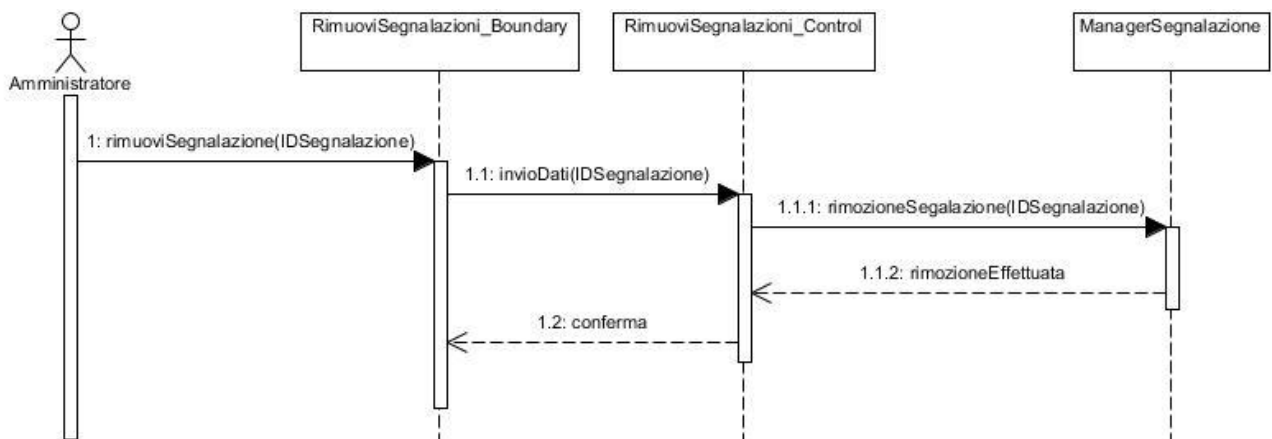 RimuoviSegnalazioni_Boundary
RimuoviSegnalazioni_Control
ManagerSegnalazione
Amministratore
1: rimuoviSegnalazione(IDSegnalazione)
1.1: invioDati(IDSegnalazione)
1.1.1: rimozioneSegalazione(IDSegnalazione)
1.1.2: rimozioneEffettuata
1.2: conferma